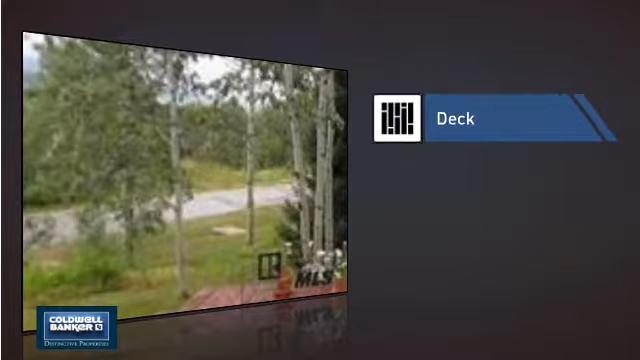 Deck
MLS
COLDWELL
BANKER
DISTINCTIVE PROPERTIES